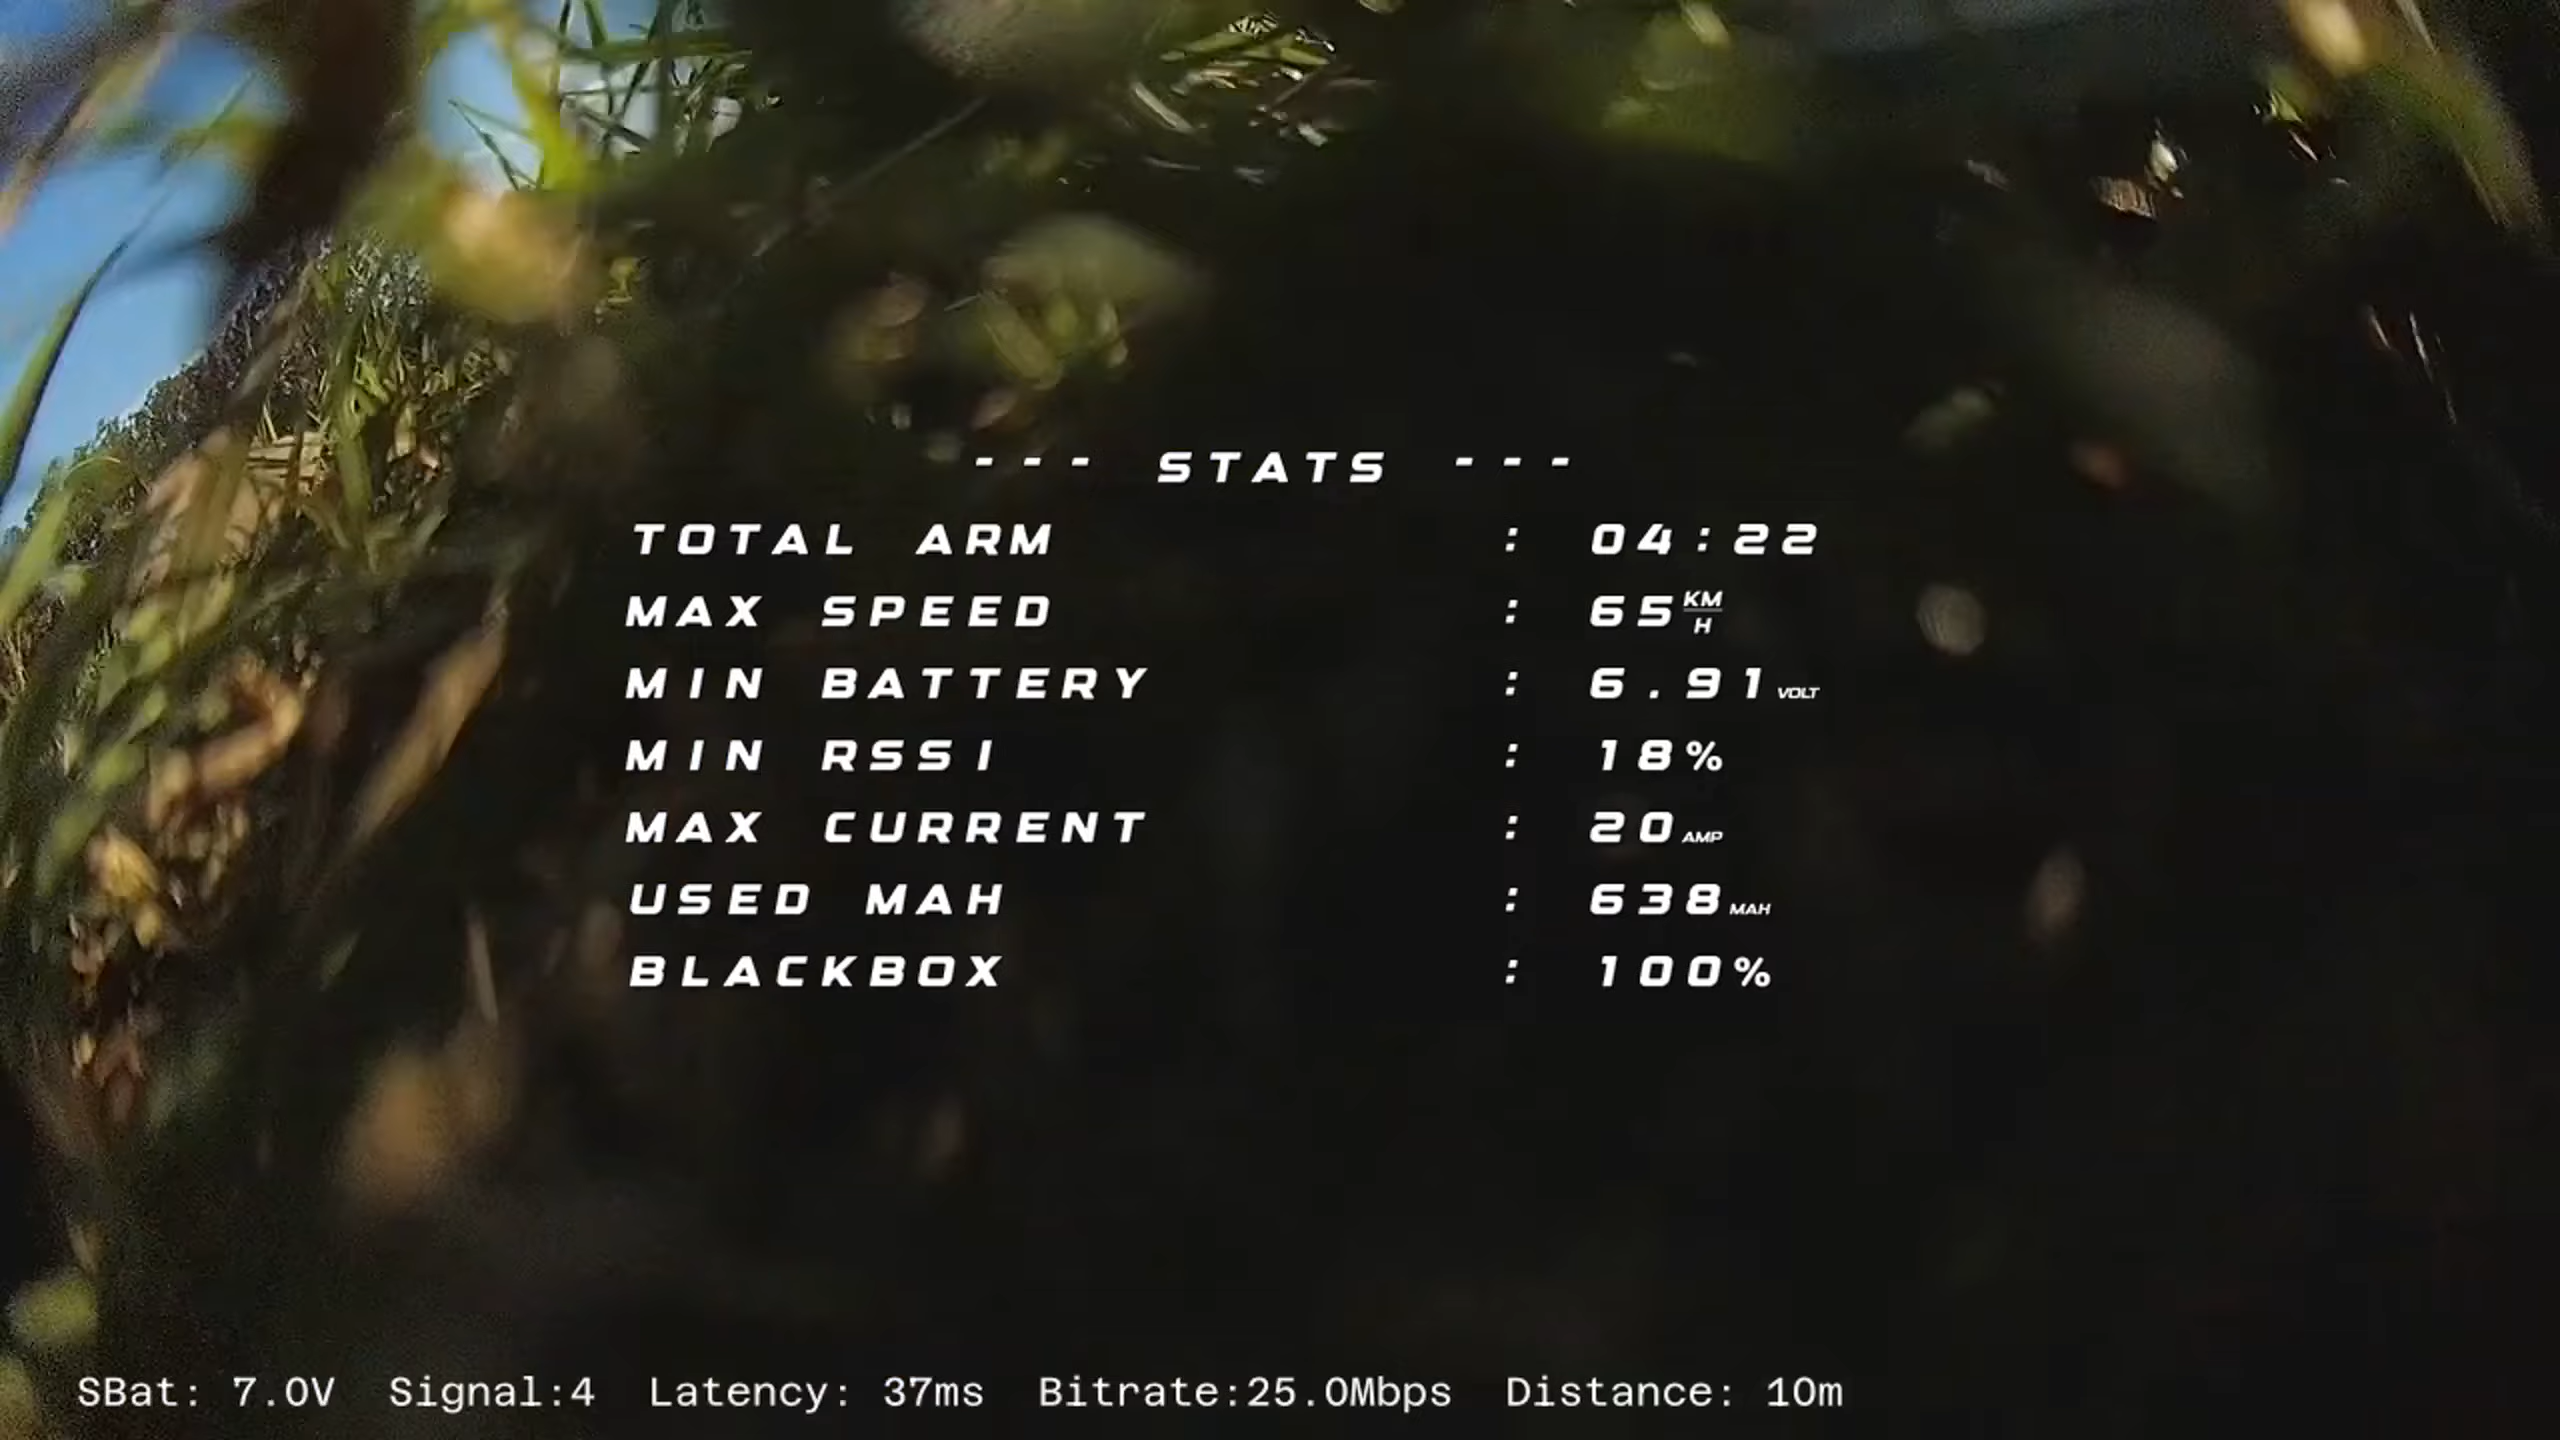 --- STATS ---
TOTAL ARM : 04:22
MAX SPEED : 65 KM/H
MIN BATTERY : 6.91 VOLT
MIN RSSI : 18%
MAX CURRENT : 20 AMP
USED MAH : 638 MAH
BLACKBOX : 100%
SBat: 7.0V Signal:4 Latency: 37ms Bitrate:25.0Mbps Distance: 10m